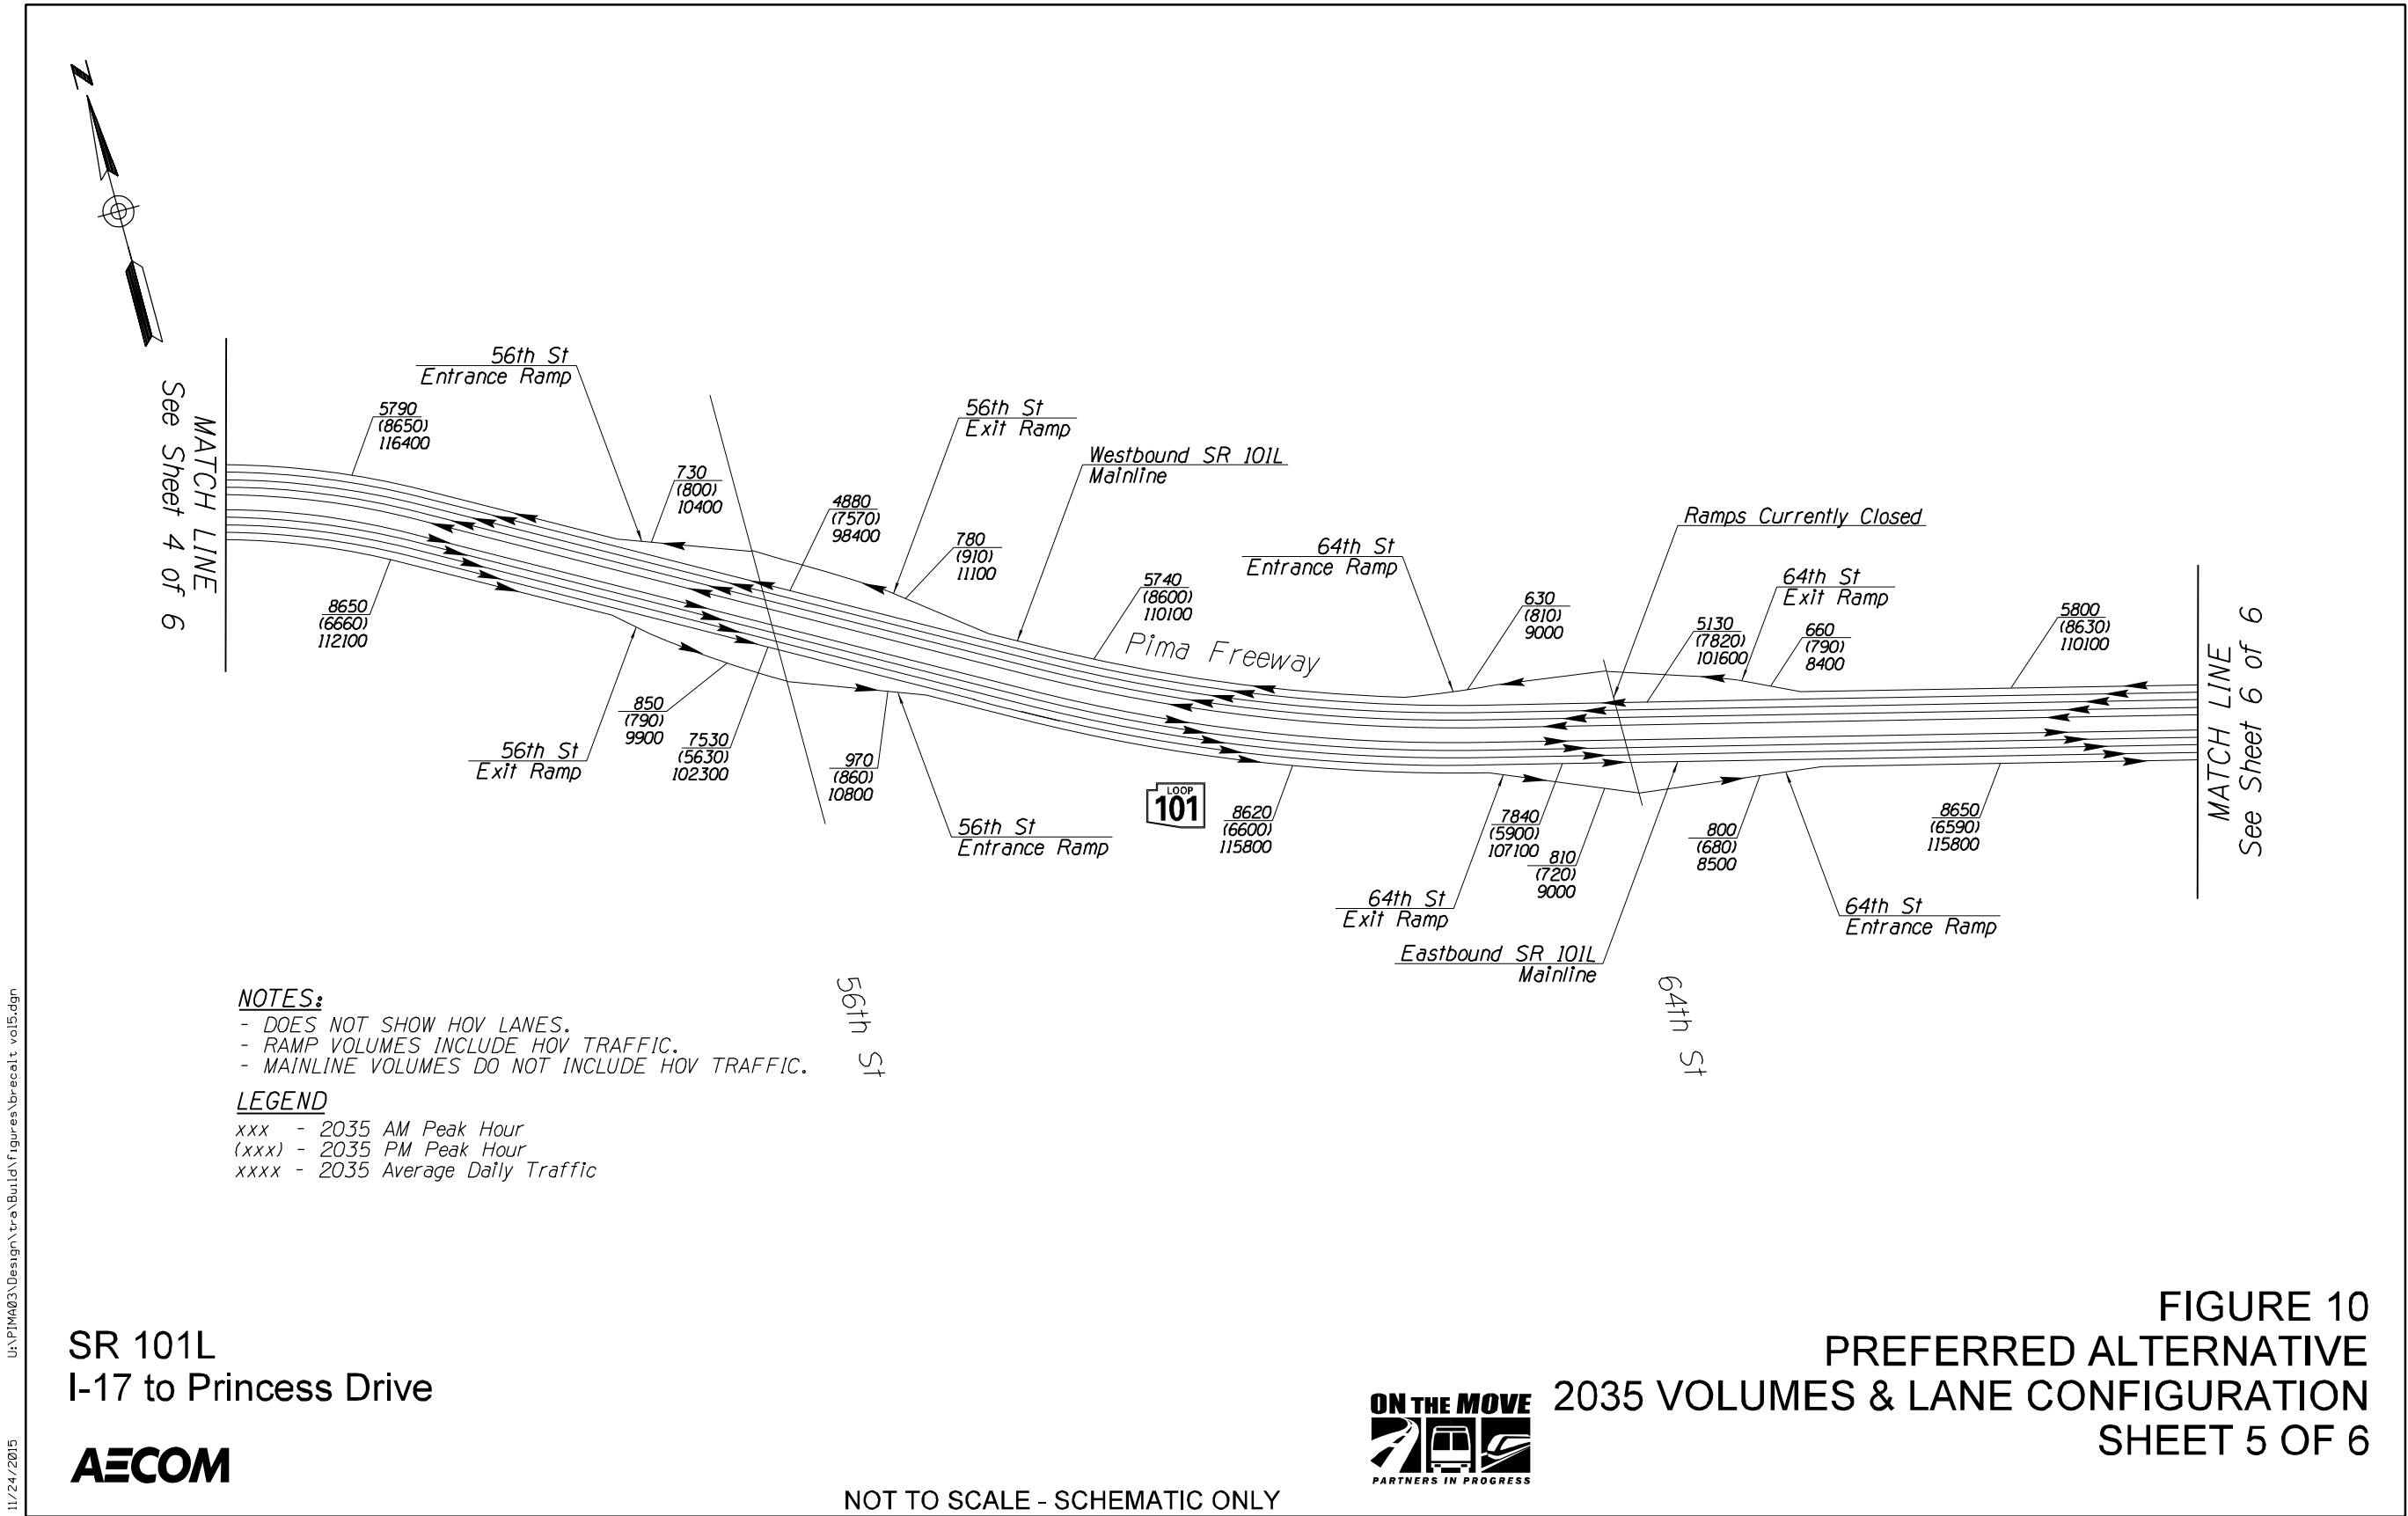 N
MATCH LINE
See Sheet 4 of 6
5790
(8650)
116400
56th St
Entrance Ramp
730
(800)
10400
4880
(7570)
98400
56th St
Exit Ramp
780
(910)
11100
Westbound SR 101L
Mainline
5740
(8600)
110100
Pima Freeway
64th St
Entrance Ramp
630
(810)
9000
Ramps Currently Closed
5130
(7820)
101600
64th St
Exit Ramp
660
(790)
8400
5800
(8630)
110100
MATCH LINE
See Sheet 6 of 6
8650
(6660)
112100
56th St
Exit Ramp
850
(790)
9900
7530
(5630)
102300
970
(860)
10800
56th St
Entrance Ramp
LOOP
101
8620
(6600)
115800
64th St
Exit Ramp
7840
(5900)
107100
810
(720)
9000
Eastbound SR 101L
Mainline
800
(680)
8500
64th St
Entrance Ramp
8650
(6590)
115800
56th St
64th St
NOTES:
- DOES NOT SHOW HOV LANES.
- RAMP VOLUMES INCLUDE HOV TRAFFIC.
- MAINLINE VOLUMES DO NOT INCLUDE HOV TRAFFIC.
LEGEND
xxx - 2035 AM Peak Hour
(xxx) - 2035 PM Peak Hour
xxxx - 2035 Average Daily Traffic
SR 101L
I-17 to Princess Drive
AECOM
NOT TO SCALE - SCHEMATIC ONLY
ON THE MOVE
PARTNERS IN PROGRESS
FIGURE 10
PREFERRED ALTERNATIVE
2035 VOLUMES & LANE CONFIGURATION
SHEET 5 OF 6
U:\PIMA03\Design\tra\Build\figures\brecalt vol5.dgn
11/24/2015